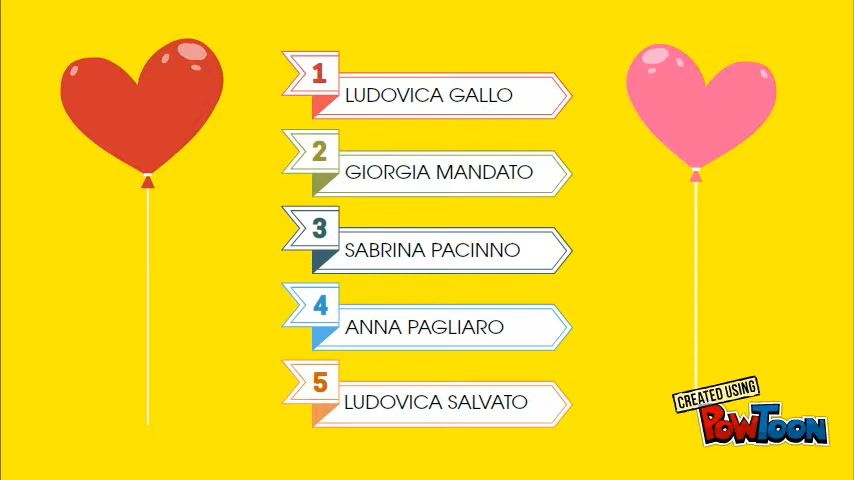 1
LUDOVICA GALLO
2
GIORGIA MANDATO
3
SABRINA PACINNO
4
ANNA PAGLIARO
5
LUDOVICA SALVATO
CREATED USING
POWTOON